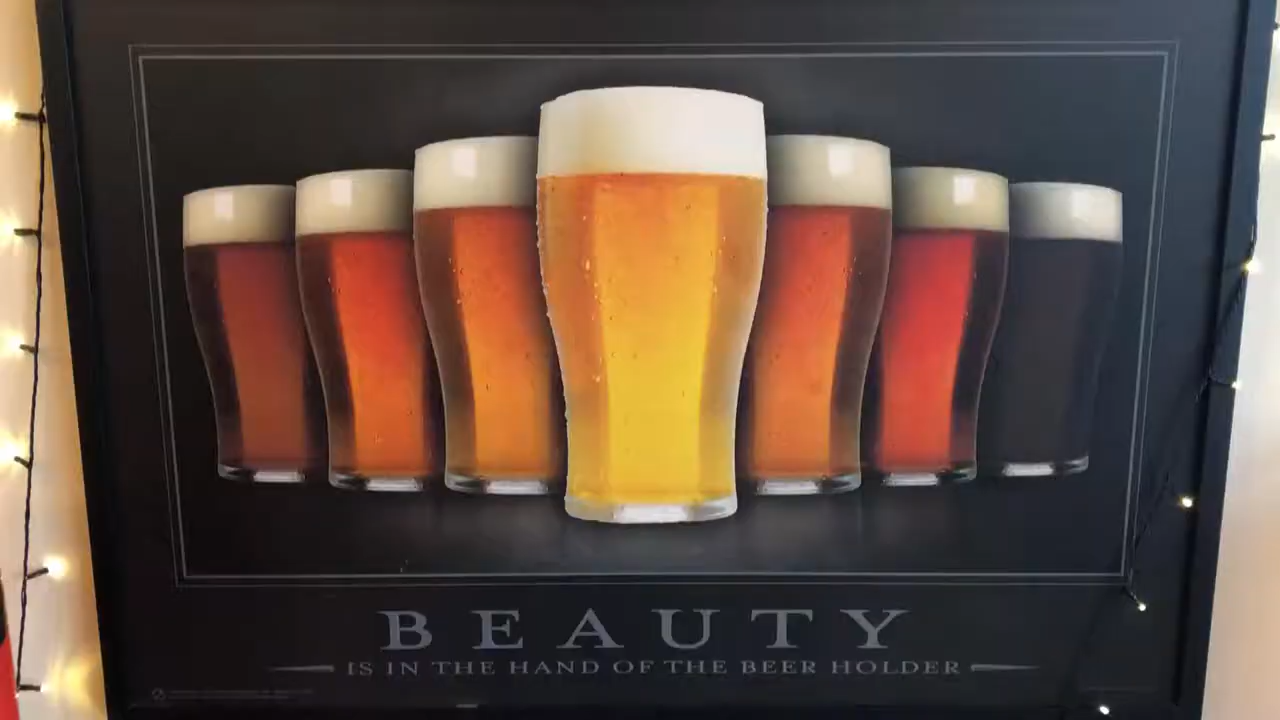 BEAUTY
IS IN THE HAND OF THE BEER HOLDER